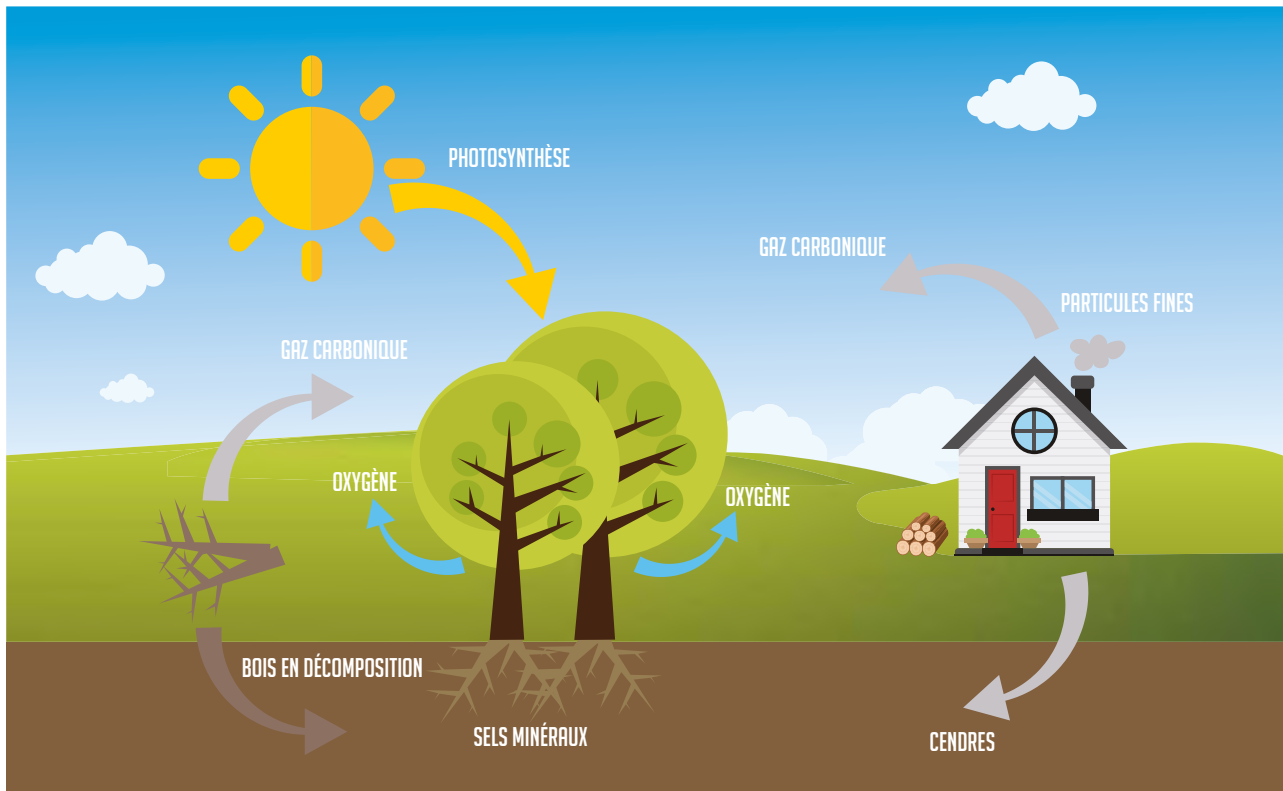 PHOTOSYNTHÈSE
GAZ CARBONIQUE
PARTICULES FINES
GAZ CARBONIQUE
OXYGÈNE
OXYGÈNE
BOIS EN DÉCOMPOSITION
SELS MINÉRAUX
CENDRES